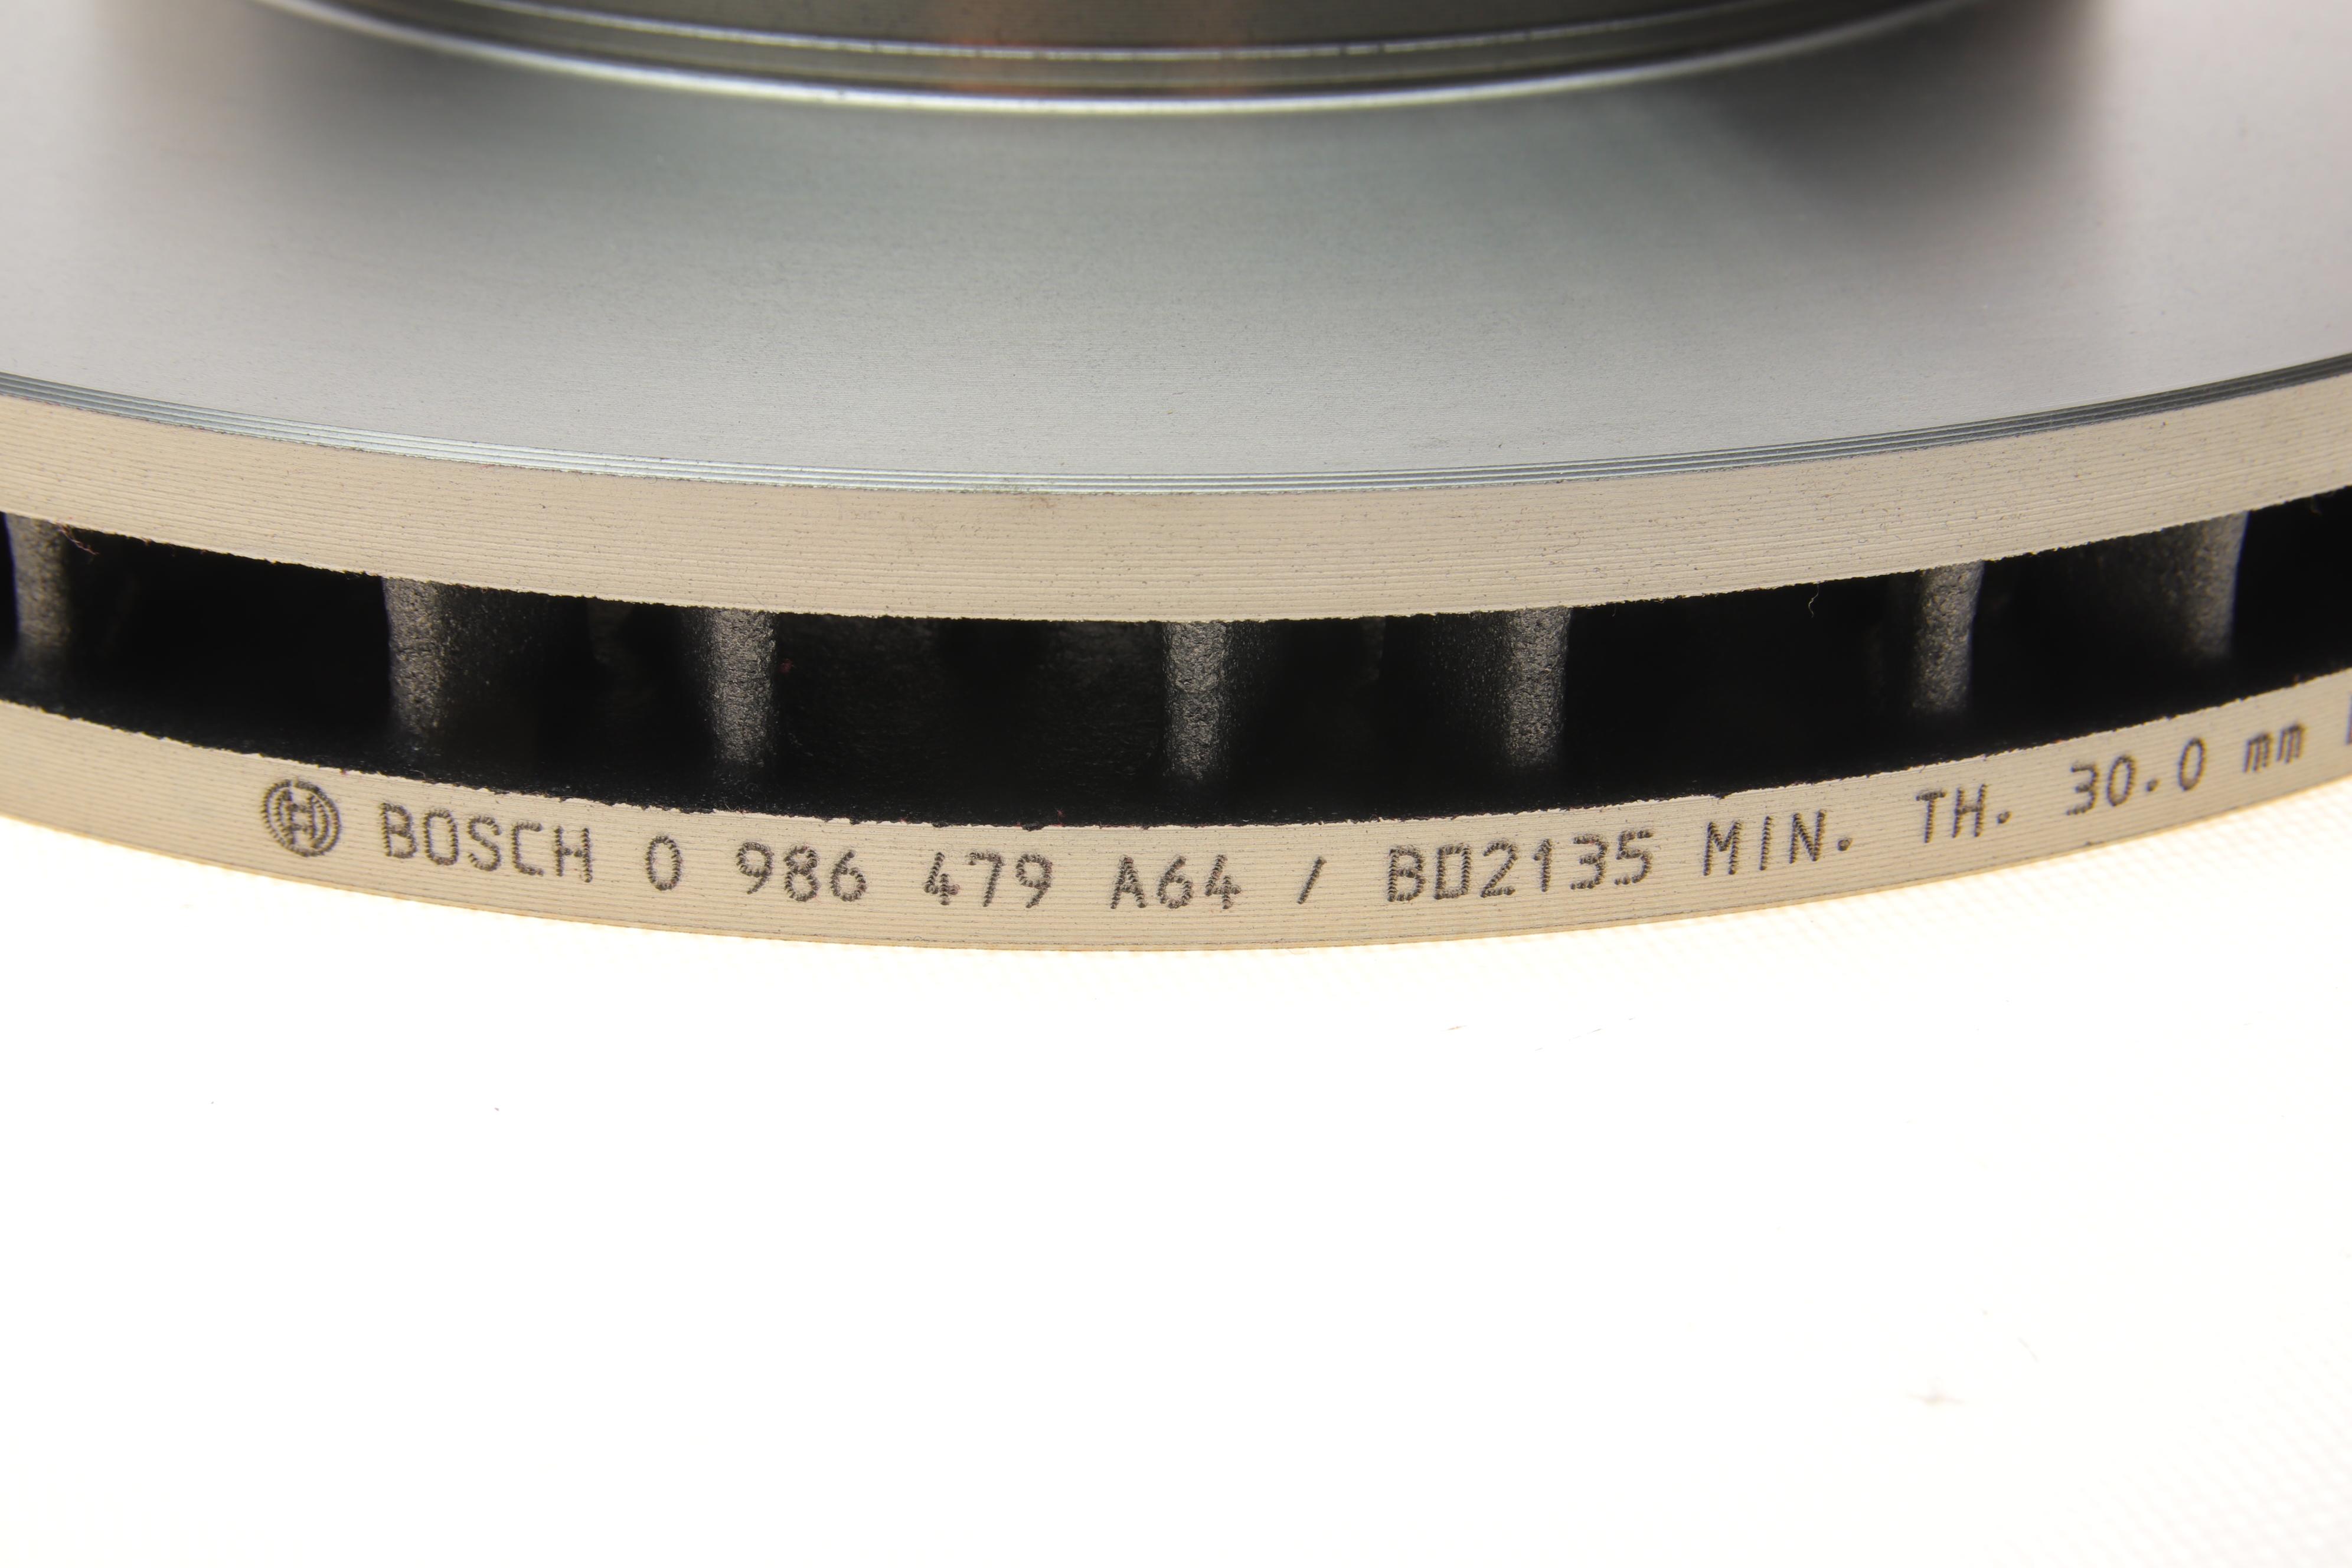 BOSCH 0 986 479 A64 / BD2135 MIN. TH. 30.0 mm